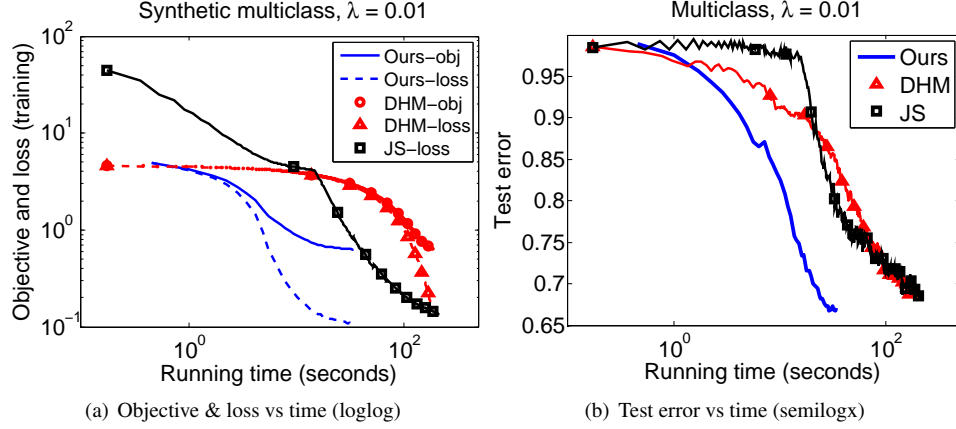 Synthetic multiclass, λ = 0.01
Objective and loss (training)
10^2
10^1
10^0
10^−1
Ours−obj
Ours−loss
DHM−obj
DHM−loss
JS−loss
10^0
10^2
Running time (seconds)
(a) Objective & loss vs time (loglog)
Multiclass, λ = 0.01
Test error
0.95
0.9
0.85
0.8
0.75
0.7
0.65
Ours
DHM
JS
10^0
10^2
Running time (seconds)
(b) Test error vs time (semilogx)